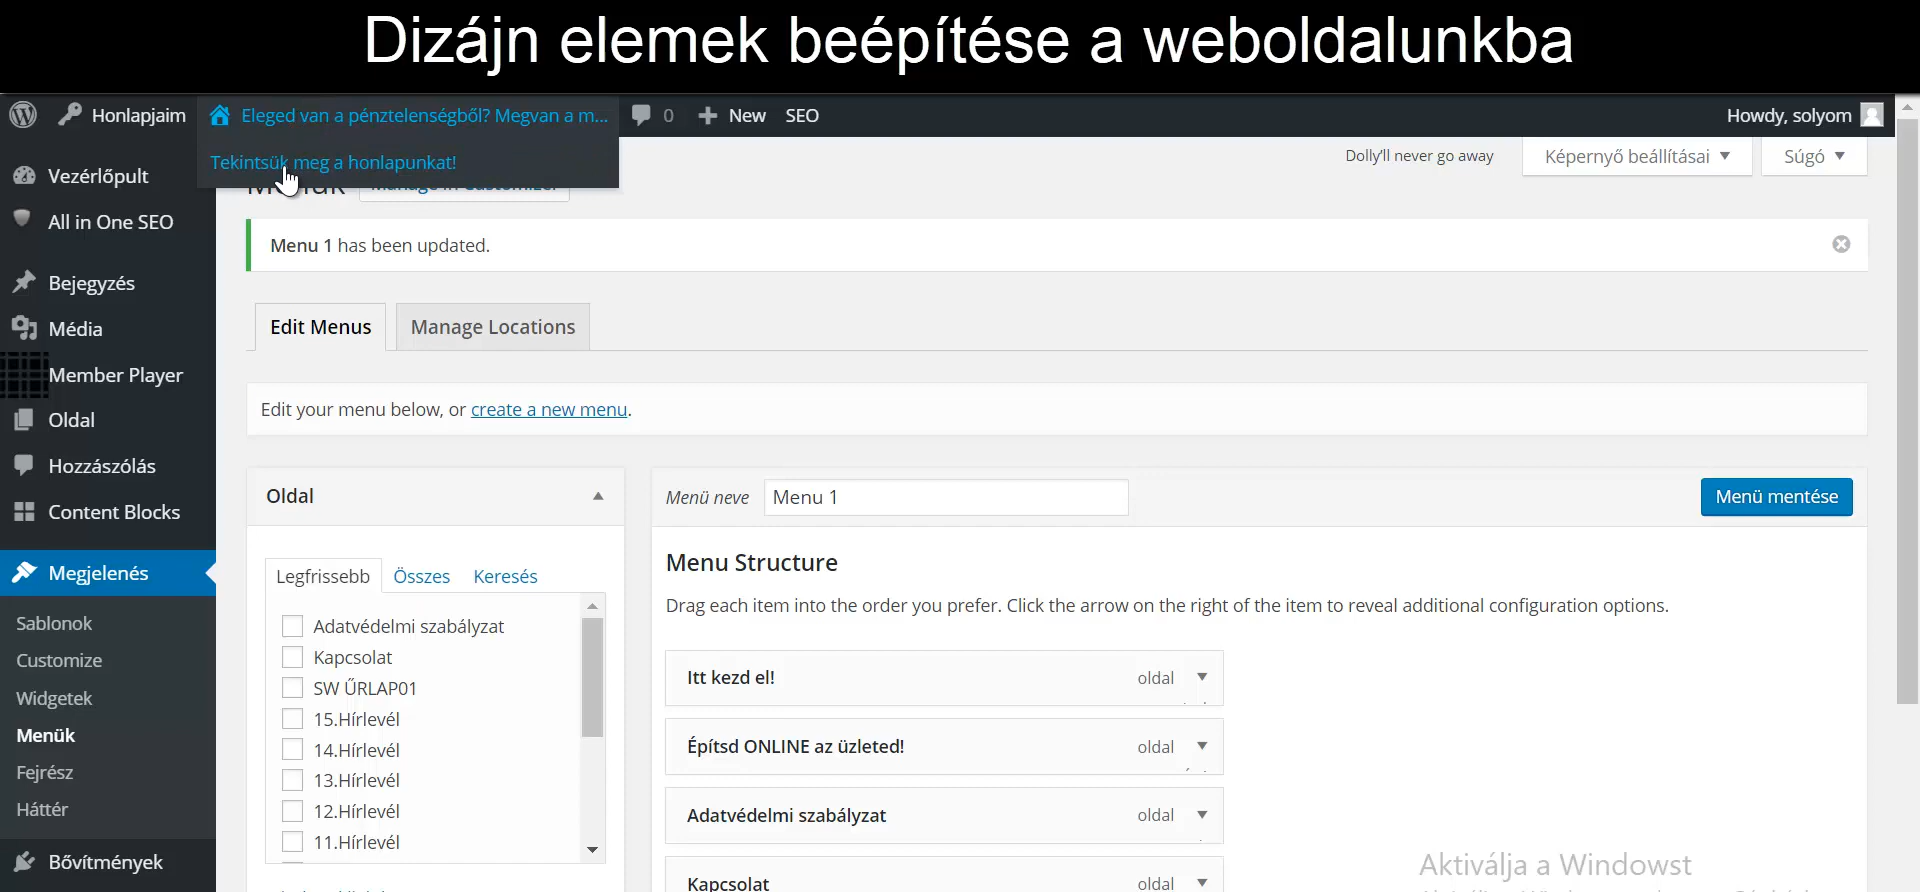 Dizájn elemek beépítése a weboldalunkba
Honlapjaim
Eleged van a pénztelenségből? Megvan a m...
0
New
SEO
Howdy, solyom
Tekintsük meg a honlapunkat!
Dolly'll never go away
Képernyő beállításai
Súgó
Vezérlőpult
All in One SEO
Bejegyzés
Média
Member Player
Oldal
Hozzászólás
Content Blocks
Megjelenés
Sablonok
Customize
Widgetek
Menük
Fejrész
Háttér
Bővítmények
Menük
Manage in Customizer
Menu 1 has been updated.
Edit Menus
Manage Locations
Edit your menu below, or create a new menu.
Oldal
Legfrissebb
Összes
Keresés
Adatvédelmi szabályzat
Kapcsolat
SW ŰRLAP01
15.Hírlevél
14.Hírlevél
13.Hírlevél
12.Hírlevél
11.Hírlevél
Menü neve
Menu 1
Menü mentése
Menu Structure
Drag each item into the order you prefer. Click the arrow on the right of the item to reveal additional configuration options.
Itt kezd el!
oldal
Építsd ONLINE az üzleted!
oldal
Adatvédelmi szabályzat
oldal
Kapcsolat
oldal
Aktiválja a Windowst